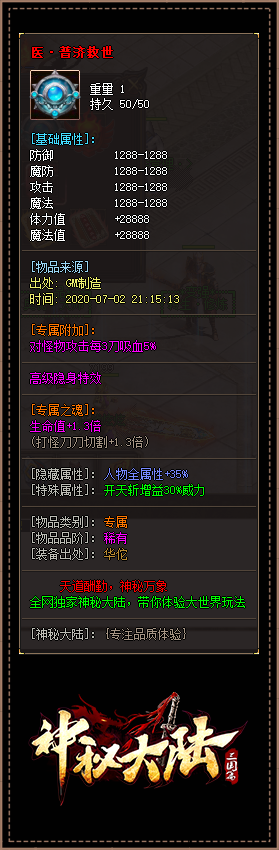 医·普济救世
重量 1
持久 50/50
[基础属性]:
防御 1288-1288
魔防 1288-1288
攻击 1288-1288
魔法 1288-1288
体力值 +28888
魔法值 +28888
[物品来源]
出处: GM制造
时间: 2020-07-02 21:15:13
[专属附加]:
对怪物攻击每3刀吸血5%
高级隐身特效
[专属之魂]:
生命值+1.3倍
(打怪刀刀切割+1.3倍)
[隐藏属性]: 人物全属性+35%
[特殊属性]: 开天斩增益30%威力
[物品类别]: 专属
[物品品阶]: 稀有
[装备出处]: 华佗
天道酬勤，神秘万象
全网独家神秘大陆，带你体验大世界玩法
[神秘大陆]: {专注品质体验}
神秘大陆
三国篇